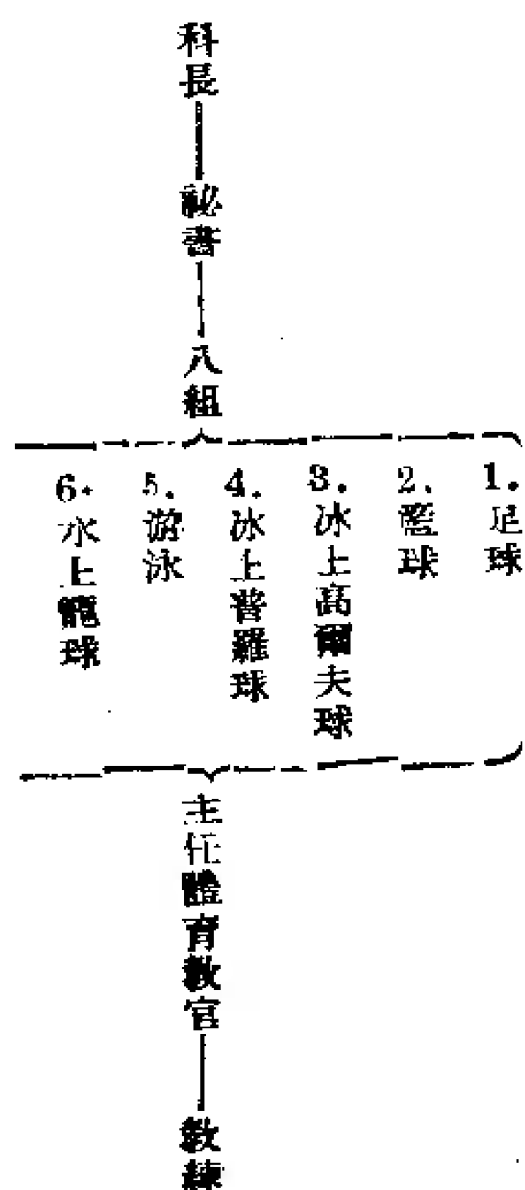 科長——祕書——八組
1.足球
2.籃球
3.冰上高爾夫球
4.冰上普羅球
5.游泳
6.水上籠球
主任體育教官——教練